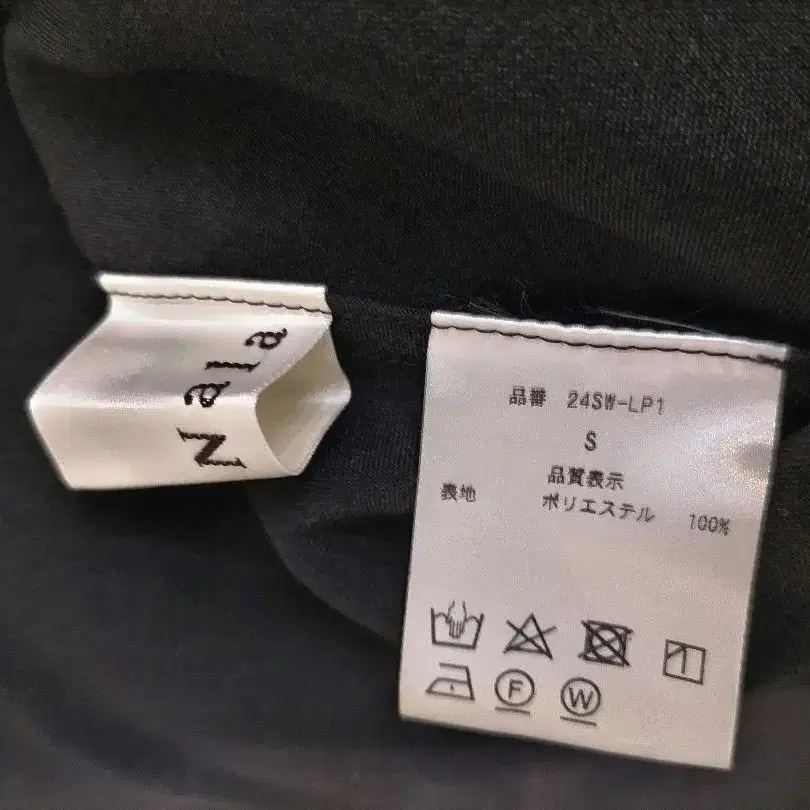 Nala
品番 24SW-LP1
S
品質表示
表地 ポリエステル 100%
F W